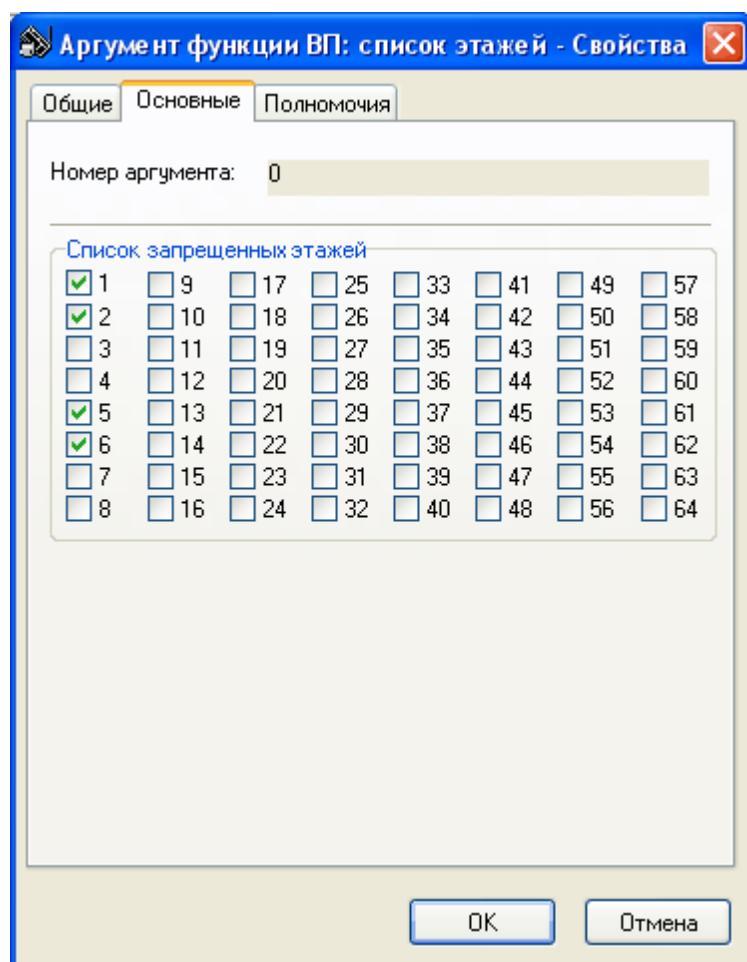 Аргумент функции ВП: список этажей - Свойства
Общие Основные Полномочия
Номер аргумента: 0
Список запрещенных этажей
1 9 17 25 33 41 49 57
2 10 18 26 34 42 50 58
3 11 19 27 35 43 51 59
4 12 20 28 36 44 52 60
5 13 21 29 37 45 53 61
6 14 22 30 38 46 54 62
7 15 23 31 39 47 55 63
8 16 24 32 40 48 56 64
OK Отмена